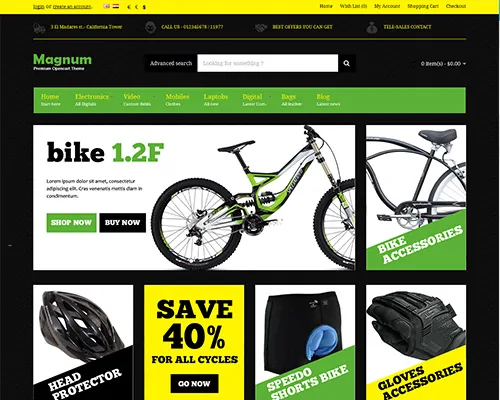 login or create an account.
€ € $
Home Wish List (0) My Account Shopping Cart Checkout
3 El Madares st.- California Tower
CALL US - 012345678 / 11977
BEST OFFERS YOU CAN GET
TELE-SALES CONTACT
Magnum
Premium Opencart Theme
Advanced search Looking for something ?
0 item(s) - $0.00
Home Electronics Video Mobiles Laptobs Digital Bags Blog
Start here All Digitals Custom fields Clothes Laptops Latest Cam. All leather Latest news
bike 1.2F
Lorem ipsum dolor sit amet, consectetur
adipiscing elit. Cras venenatis mattis diam in
condimentum.
SHOP NOW BUY NOW
BIKE
ACCESSORIES
HEAD
PROTECTOR
SAVE
40%
FOR ALL CYCLES
GO NOW
SPEEDO
SHORTS BIKE
GLOVES
ACCESSORIES